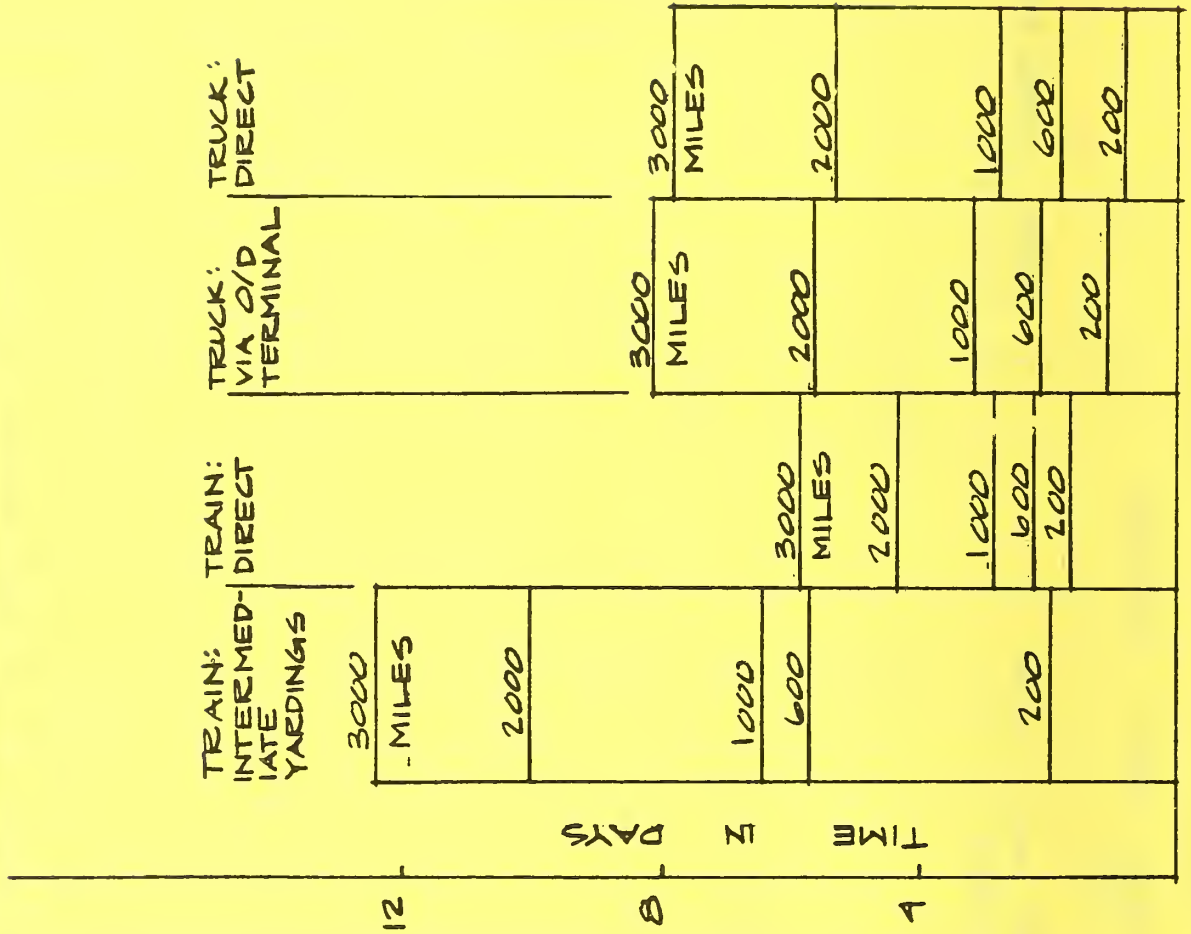 TRAIN:
INTERMED-
IATE
YARDINGS
TRAIN:
DIRECT
TRUCK:
VIA O/D
TERMINAL
TRUCK:
DIRECT
TIME IN DAYS
12
8
4
3000
MILES
2000
1000
600
200
3000
MILES
2000
1000
600
200
3000
MILES
2000
1000
600
200
3000
MILES
2000
1000
600
200